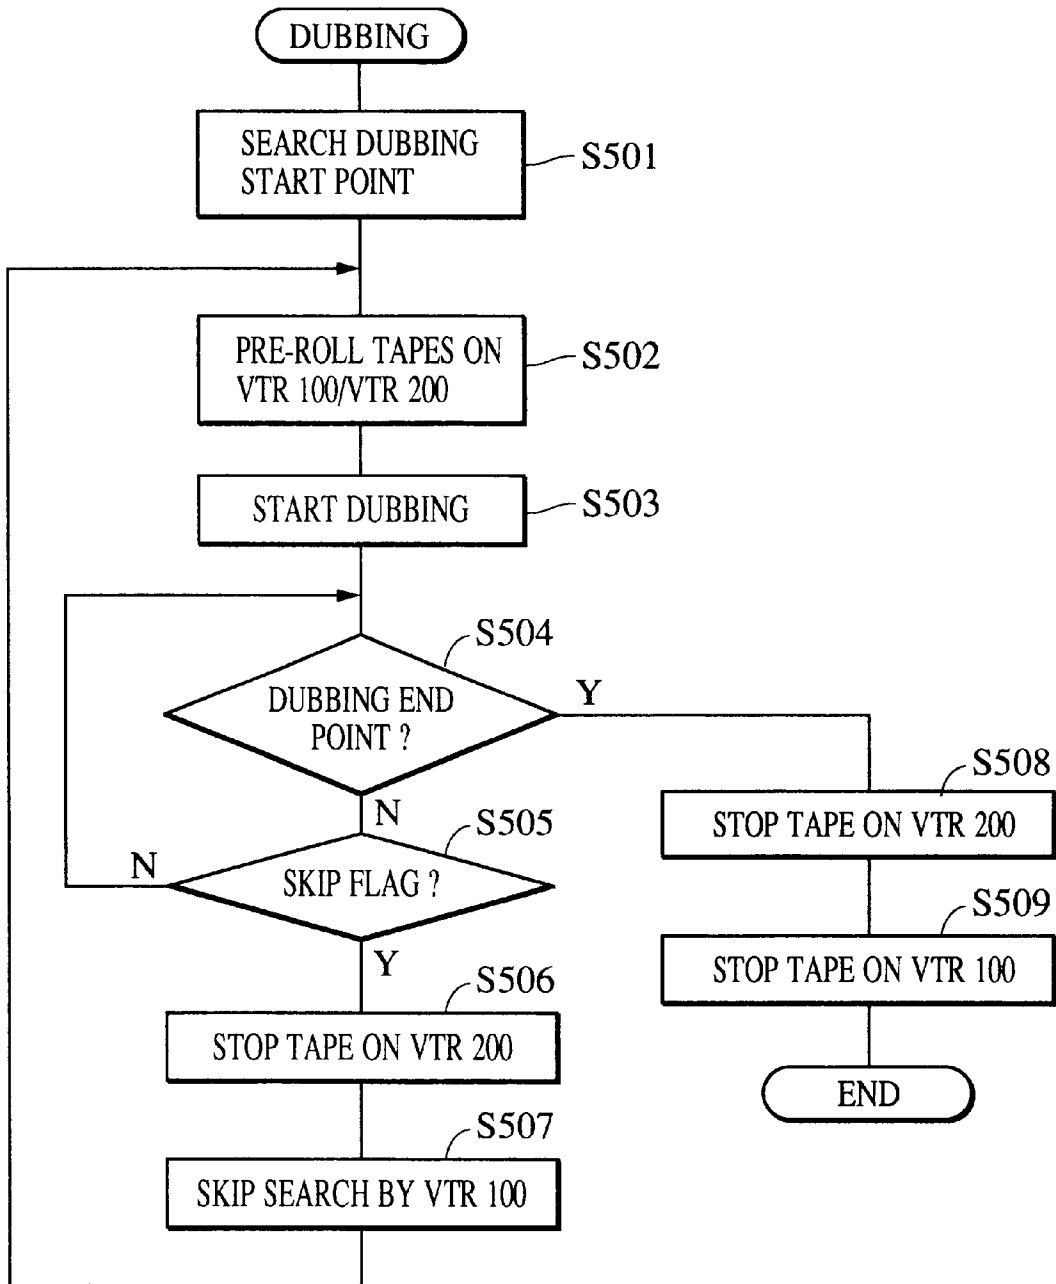 DUBBING
SEARCH DUBBING
START POINT
S501
PRE-ROLL TAPES ON
VTR 100/VTR 200
S502
START DUBBING
S503
S504
DUBBING END
POINT ?
Y
N
S505
SKIP FLAG ?
N
Y
S506
STOP TAPE ON VTR 200
S507
SKIP SEARCH BY VTR 100
S508
STOP TAPE ON VTR 200
S509
STOP TAPE ON VTR 100
END